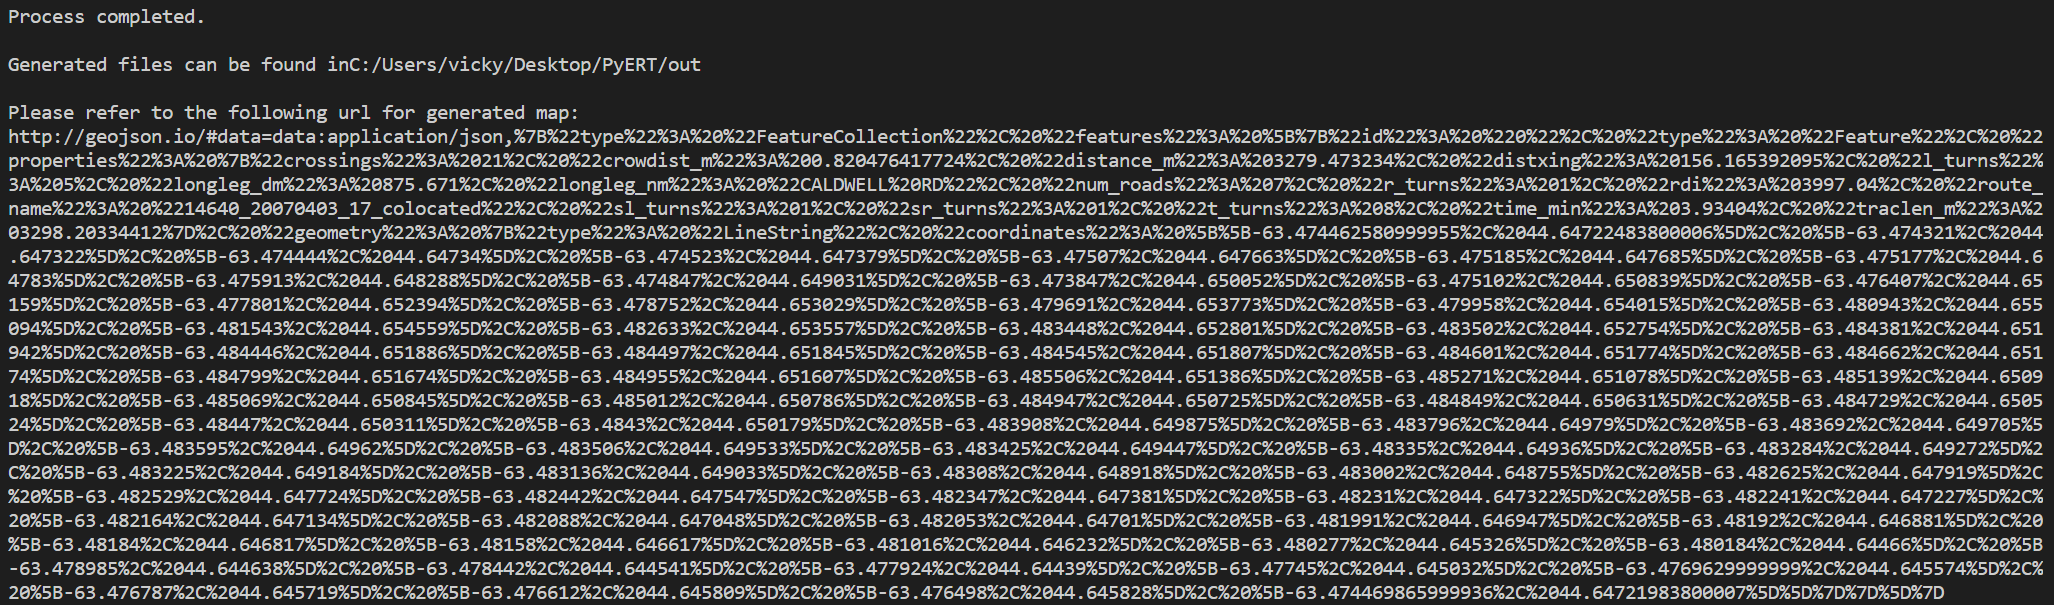 Process completed.
Generated files can be found inC:/Users/vicky/Desktop/PyERT/out
Please refer to the following url for generated map:
http://geojson.io/#data=data:application/json,%7B%22type%22%3A%20%22FeatureCollection%22%2C%20%22features%22%3A%20%5B%7B%22id%22%3A%20%220%22%2C%20%22type%22%3A%20%22Feature%22%2C%20%22
properties%22%3A%20%7B%22crossings%22%3A%2021%2C%20%22crowdist_m%22%3A%200.820476417724%2C%20%22distance_m%22%3A%203279.473234%2C%20%22distxing%22%3A%20156.165392095%2C%20%22l_turns%22%
3A%205%2C%20%22longleg_dm%22%3A%20875.671%2C%20%22longleg_nm%22%3A%20%22CALDWELL%20RD%22%2C%20%22num_roads%22%3A%207%2C%20%22r_turns%22%3A%201%2C%20%22rdi%22%3A%203997.04%2C%20%22route_
name%22%3A%20%2214640_20070403_17_colocated%22%2C%20%22sl_turns%22%3A%201%2C%20%22sr_turns%22%3A%201%2C%20%22t_turns%22%3A%208%2C%20%22time_min%22%3A%203.93404%2C%20%22traclen_m%22%3A%2
03298.20334412%7D%2C%20%22geometry%22%3A%20%7B%22type%22%3A%20%22LineString%22%2C%20%22coordinates%22%3A%20%5B%5B-63.474462580999955%2C%2044.64722483800006%5D%2C%20%5B-63.474321%2C%2044
.647322%5D%2C%20%5B-63.474444%2C%2044.64734%5D%2C%20%5B-63.474523%2C%2044.647379%5D%2C%20%5B-63.47507%2C%2044.647663%5D%2C%20%5B-63.475185%2C%2044.647685%5D%2C%20%5B-63.475177%2C%2044.6
4783%5D%2C%20%5B-63.475913%2C%2044.648288%5D%2C%20%5B-63.474847%2C%2044.649031%5D%2C%20%5B-63.473847%2C%2044.650052%5D%2C%20%5B-63.475102%2C%2044.650839%5D%2C%20%5B-63.476407%2C%2044.65
159%5D%2C%20%5B-63.477801%2C%2044.652394%5D%2C%20%5B-63.478752%2C%2044.653029%5D%2C%20%5B-63.479691%2C%2044.653773%5D%2C%20%5B-63.479958%2C%2044.654015%5D%2C%20%5B-63.480943%2C%2044.655
094%5D%2C%20%5B-63.481543%2C%2044.654559%5D%2C%20%5B-63.482633%2C%2044.653557%5D%2C%20%5B-63.483448%2C%2044.652801%5D%2C%20%5B-63.483502%2C%2044.652754%5D%2C%20%5B-63.484381%2C%2044.651
942%5D%2C%20%5B-63.484446%2C%2044.651886%5D%2C%20%5B-63.484497%2C%2044.651845%5D%2C%20%5B-63.484545%2C%2044.651807%5D%2C%20%5B-63.484601%2C%2044.651774%5D%2C%20%5B-63.484662%2C%2044.651
74%5D%2C%20%5B-63.484799%2C%2044.651674%5D%2C%20%5B-63.484955%2C%2044.651607%5D%2C%20%5B-63.485506%2C%2044.651386%5D%2C%20%5B-63.485271%2C%2044.651078%5D%2C%20%5B-63.485139%2C%2044.6509
18%5D%2C%20%5B-63.485069%2C%2044.650845%5D%2C%20%5B-63.485012%2C%2044.650786%5D%2C%20%5B-63.484947%2C%2044.650725%5D%2C%20%5B-63.484849%2C%2044.650631%5D%2C%20%5B-63.484729%2C%2044.6505
24%5D%2C%20%5B-63.48447%2C%2044.650311%5D%2C%20%5B-63.4843%2C%2044.650179%5D%2C%20%5B-63.483908%2C%2044.649875%5D%2C%20%5B-63.483796%2C%2044.64979%5D%2C%20%5B-63.483692%2C%2044.649705%5
D%2C%20%5B-63.483595%2C%2044.64962%5D%2C%20%5B-63.483506%2C%2044.649533%5D%2C%20%5B-63.483425%2C%2044.649447%5D%2C%20%5B-63.48335%2C%2044.64936%5D%2C%20%5B-63.483284%2C%2044.649272%5D%2
C%20%5B-63.483225%2C%2044.649184%5D%2C%20%5B-63.483136%2C%2044.649033%5D%2C%20%5B-63.48308%2C%2044.648918%5D%2C%20%5B-63.483002%2C%2044.648755%5D%2C%20%5B-63.482625%2C%2044.647919%5D%2C
%20%5B-63.482529%2C%2044.647724%5D%2C%20%5B-63.482442%2C%2044.647547%5D%2C%20%5B-63.482347%2C%2044.647381%5D%2C%20%5B-63.48231%2C%2044.647322%5D%2C%20%5B-63.482241%2C%2044.647227%5D%2C%
20%5B-63.482164%2C%2044.647134%5D%2C%20%5B-63.482088%2C%2044.647048%5D%2C%20%5B-63.482053%2C%2044.64701%5D%2C%20%5B-63.481991%2C%2044.646947%5D%2C%20%5B-63.48192%2C%2044.646881%5D%2C%20
%5B-63.48184%2C%2044.646817%5D%2C%20%5B-63.48158%2C%2044.646617%5D%2C%20%5B-63.481016%2C%2044.646232%5D%2C%20%5B-63.480277%2C%2044.645326%5D%2C%20%5B-63.480184%2C%2044.64466%5D%2C%20%5B
-63.478985%2C%2044.644638%5D%2C%20%5B-63.478442%2C%2044.644541%5D%2C%20%5B-63.477924%2C%2044.64439%5D%2C%20%5B-63.47745%2C%2044.645032%5D%2C%20%5B-63.4769629999999%2C%2044.645574%5D%2C%
20%5B-63.476787%2C%2044.645719%5D%2C%20%5B-63.476612%2C%2044.645809%5D%2C%20%5B-63.476498%2C%2044.645828%5D%2C%20%5B-63.474469865999936%2C%2044.64721983800007%5D%5D%7D%7D%5D%7D